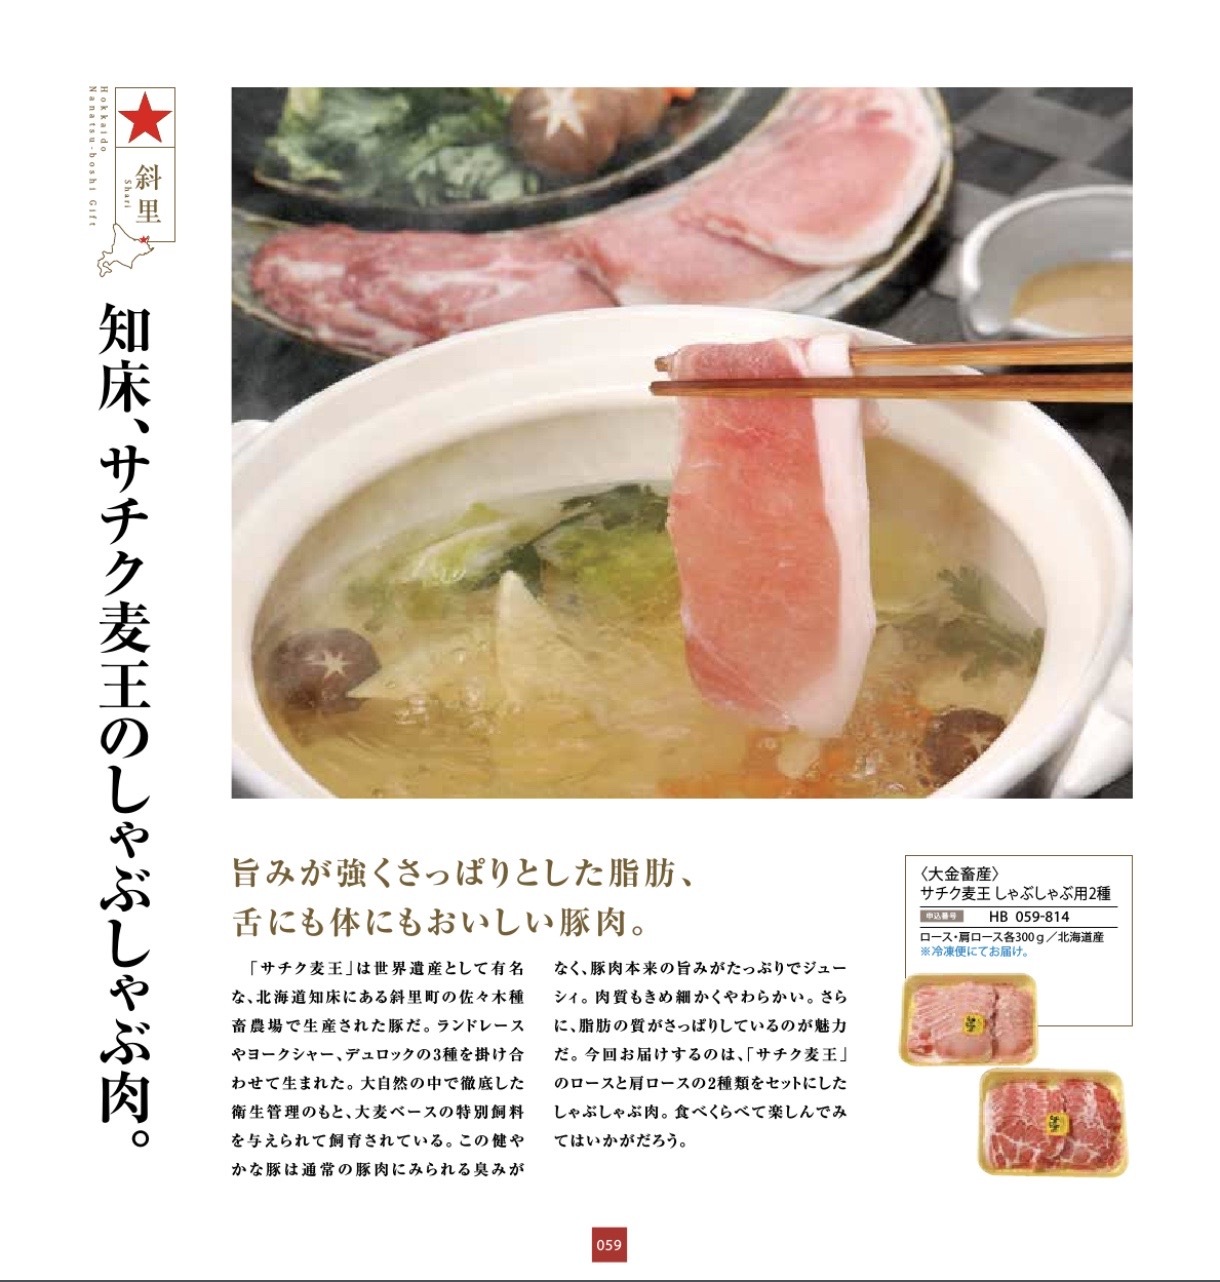 Hokkaido
Nanatsu-boshi Gift
斜里
Shari
知床、サチク麦王のしゃぶしゃぶ肉。
旨みが強くさっぱりとした脂肪、
舌にも体にもおいしい豚肉。
「サチク麦王」は世界遺産として有名
な、北海道知床にある斜里町の佐々木種
畜農場で生産された豚だ。ランドレース
やヨークシャー、デュロックの3種を掛け合
わせて生まれた。大自然の中で徹底した
衛生管理のもと、大麦ベースの特別飼料
を与えられて飼育されている。この健や
かな豚は通常の豚肉にみられる臭みが
なく、豚肉本来の旨みがたっぷりでジュー
シィ。肉質もきめ細かくやわらかい。さら
に、脂肪の質がさっぱりしているのが魅力
だ。今回お届けするのは、「サチク麦王」
のロースと肩ロースの2種類をセットにした
しゃぶしゃぶ肉。食べくらべて楽しんでみ
てはいかがだろう。
〈大金畜産〉
サチク麦王 しゃぶしゃぶ用2種
申込番号 HB 059-814
ロース・肩ロース各300g／北海道産
※冷凍便にてお届け。
059